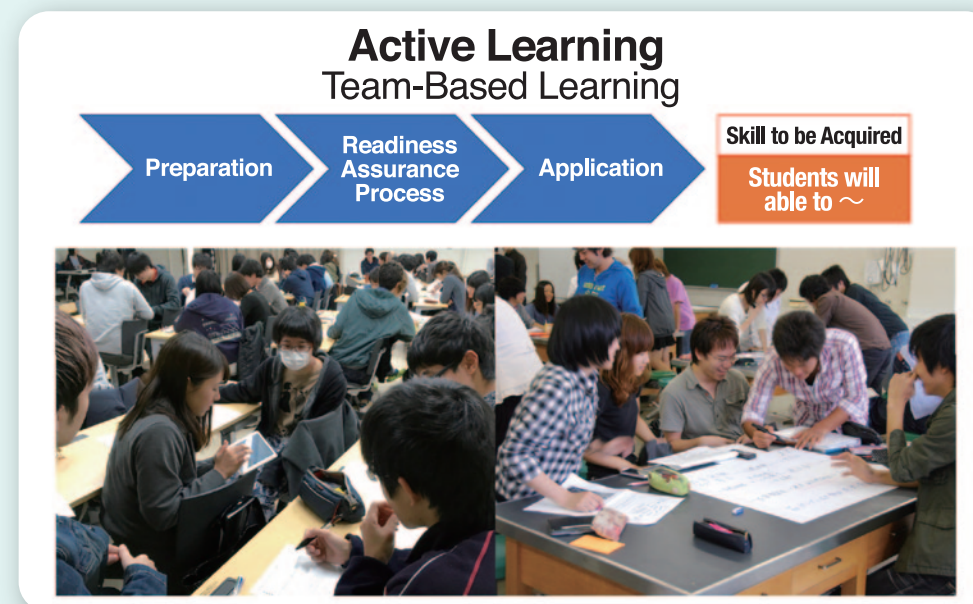 Active Learning
Team-Based Learning
Preparation
Readiness
Assurance
Process
Application
Skill to be Acquired
Students will
able to ～